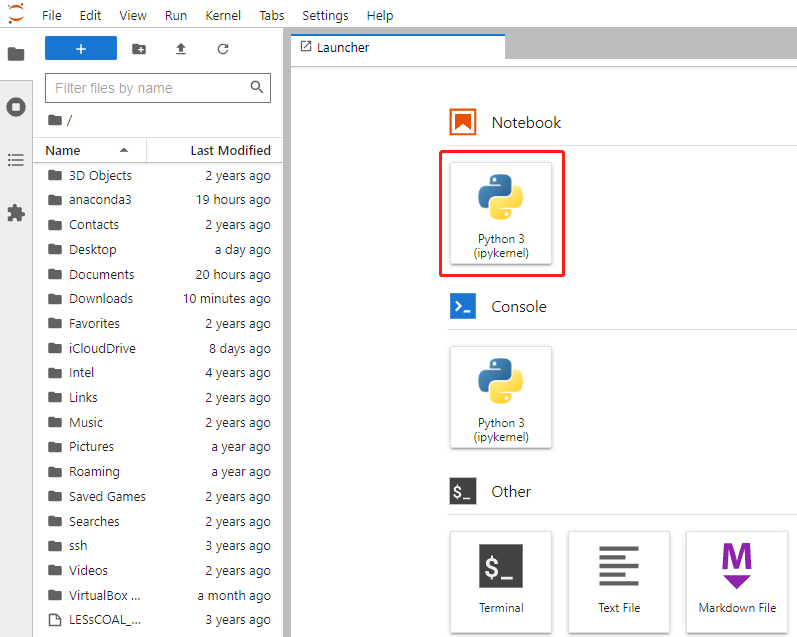 File Edit View Run Kernel Tabs Settings Help
+
Filter files by name
/
Name Last Modified
3D Objects 2 years ago
anaconda3 19 hours ago
Contacts 2 years ago
Desktop a day ago
Documents 20 hours ago
Downloads 10 minutes ago
Favorites 2 years ago
iCloudDrive 8 days ago
Intel 4 years ago
Links 2 years ago
Music 2 years ago
Pictures a year ago
Roaming a year ago
Saved Games 2 years ago
Searches 2 years ago
ssh 3 years ago
Videos 2 years ago
VirtualBox ... a month ago
LESsCOAL_... 3 years ago
Launcher
Notebook
Python 3
(ipykernel)
>_ Console
Python 3
(ipykernel)
$_ Other
$_
Terminal
Text File
M
Markdown File